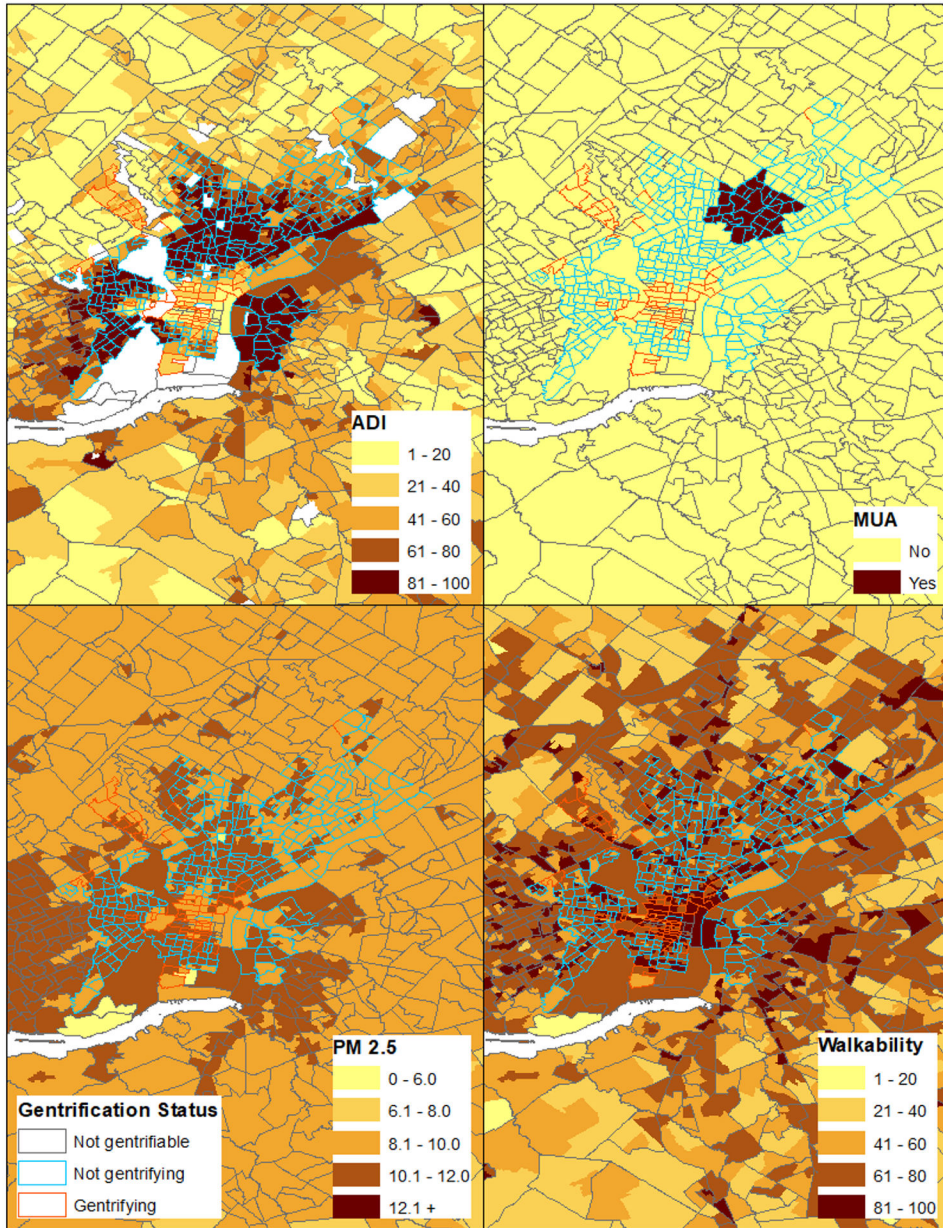 ADI
1 - 20
21 - 40
41 - 60
61 - 80
81 - 100
MUA
No
Yes
PM 2.5
0 - 6.0
6.1 - 8.0
8.1 - 10.0
10.1 - 12.0
12.1 +
Gentrification Status
Not gentrifiable
Not gentrifying
Gentrifying
Walkability
1 - 20
21 - 40
41 - 60
61 - 80
81 - 100